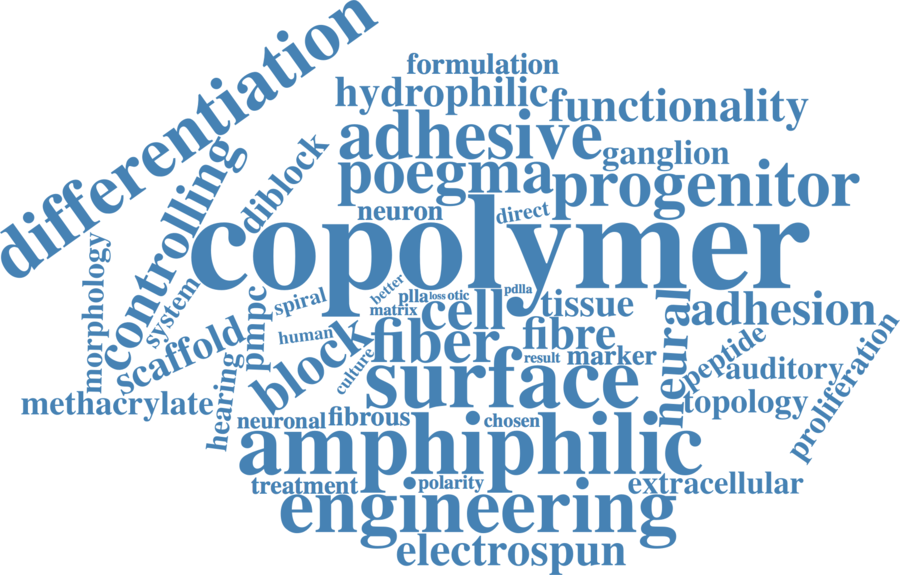 differentiation
formulation
hydrophilic
functionality
adhesive
ganglion
controlling
diblock
poegma
progenitor
neuron
direct
copolymer
morphology
system
better
plla
loss
otic
pdlla
spiral
matrix
cell
tissue
neural
adhesion
scaffold
pmpc
human
block
fiber
fibre
result
marker
peptide
auditory
proliferation
culture
surface
methacrylate
hearing
topology
neuronal
fibrous
chosen
amphiphilic
treatment
polarity
extracellular
engineering
electrospun